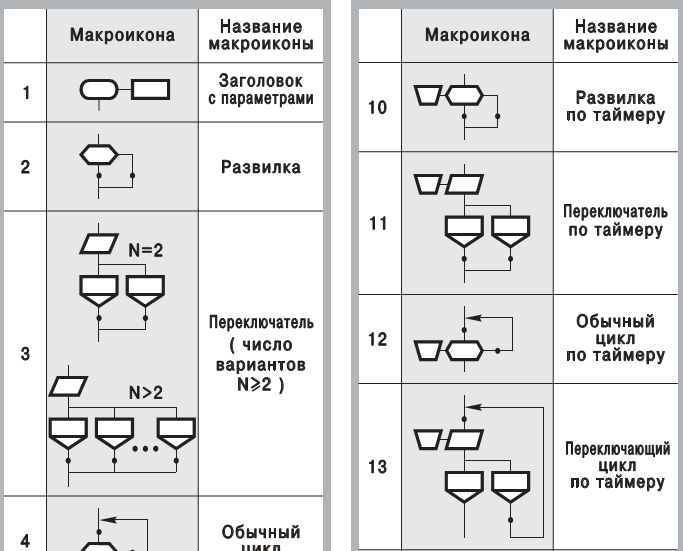 Макроикона
Название
макроиконы
1
Заголовок
с параметрами
2
Развилка
3
N=2
N>2
Переключатель
( число
вариантов
N⩾2 )
4
Обычный
цикл
Макроикона
Название
макроиконы
10
Развилка
по таймеру
11
Переключатель
по таймеру
12
Обычный
цикл
по таймеру
13
Переключающий
цикл
по таймеру